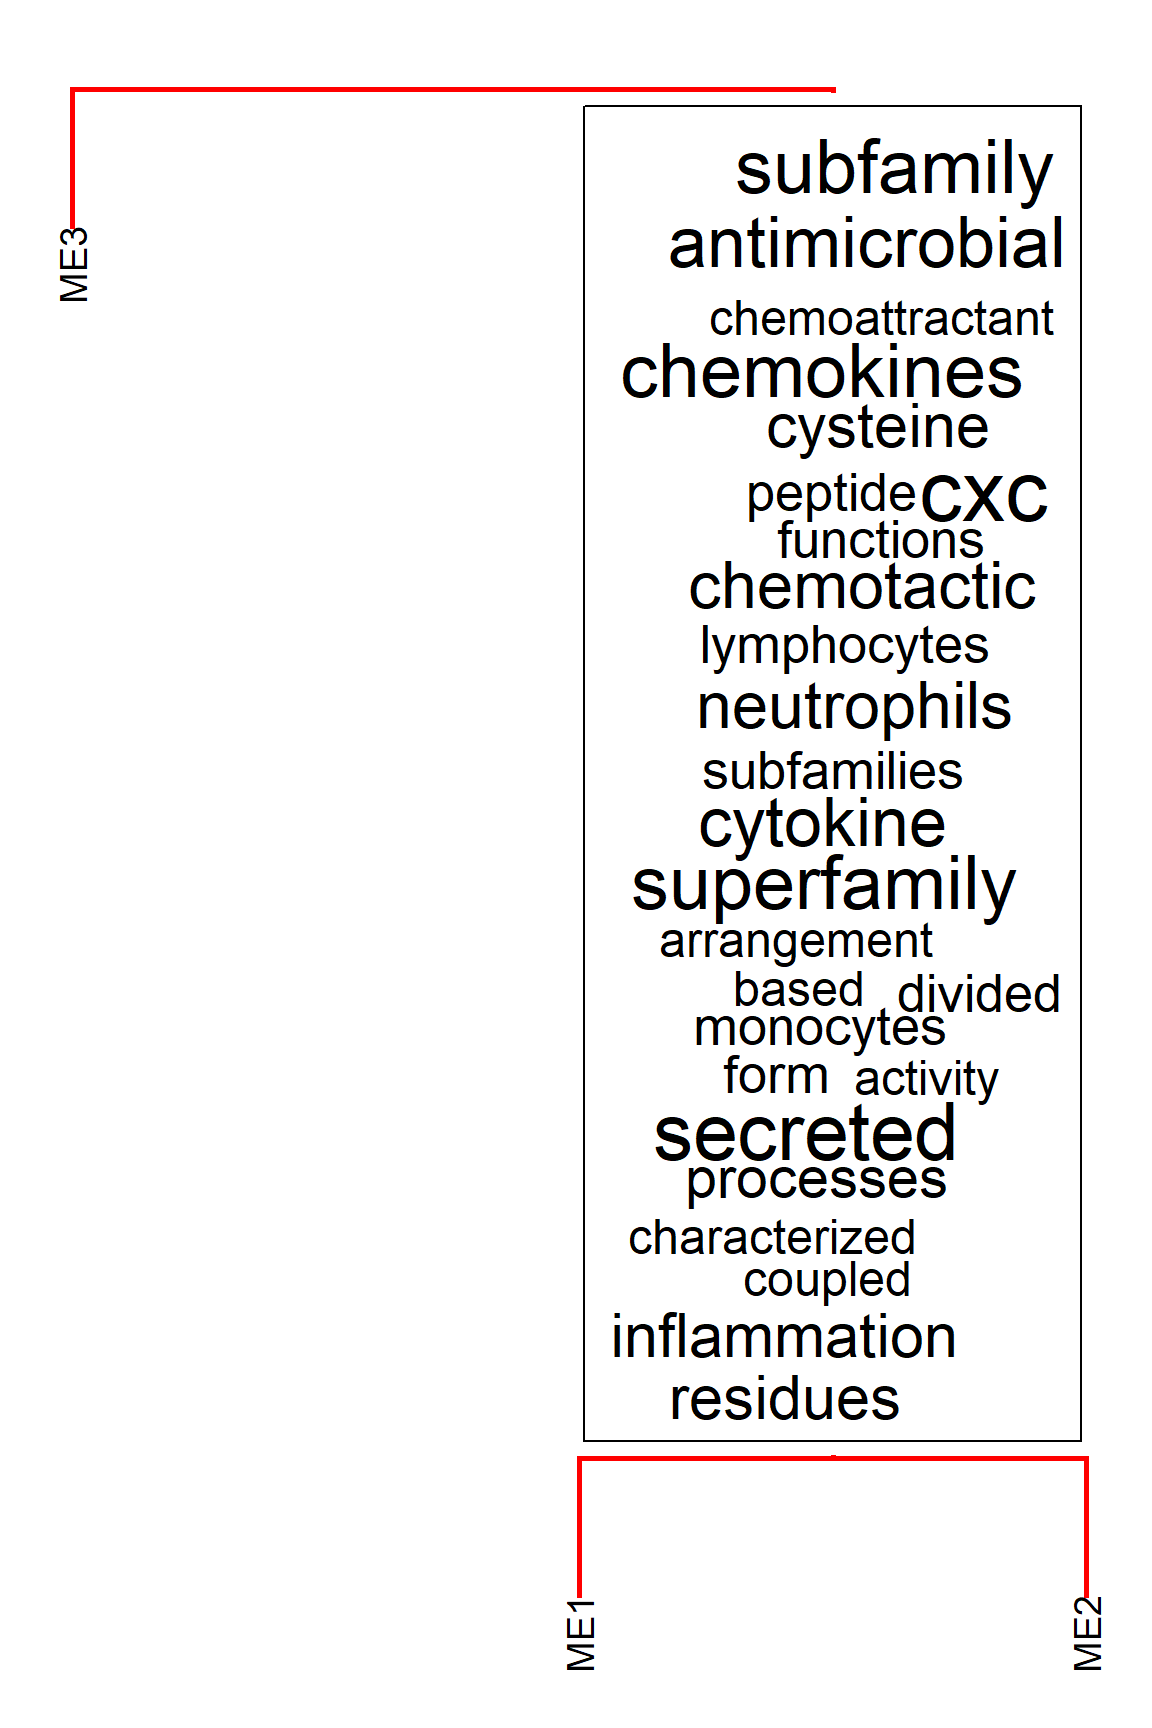 subfamily
antimicrobial
ME3
chemoattractant
chemokines
cysteine
peptide cxc
functions
chemotactic
lymphocytes
neutrophils
subfamilies
cytokine
superfamily
arrangement
based divided
monocytes
form activity
secreted
processes
characterized
coupled
inflammation
residues
ME1
ME2